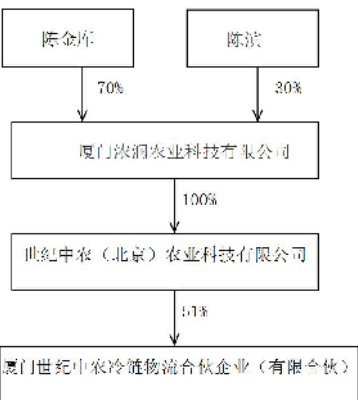 陈金库
陈滨
70%
30%
厦门浓润农业科技有限公司
100%
世纪中农（北京）农业科技有限公司
51%
厦门世纪中农冷链物流合伙企业（有限合伙）